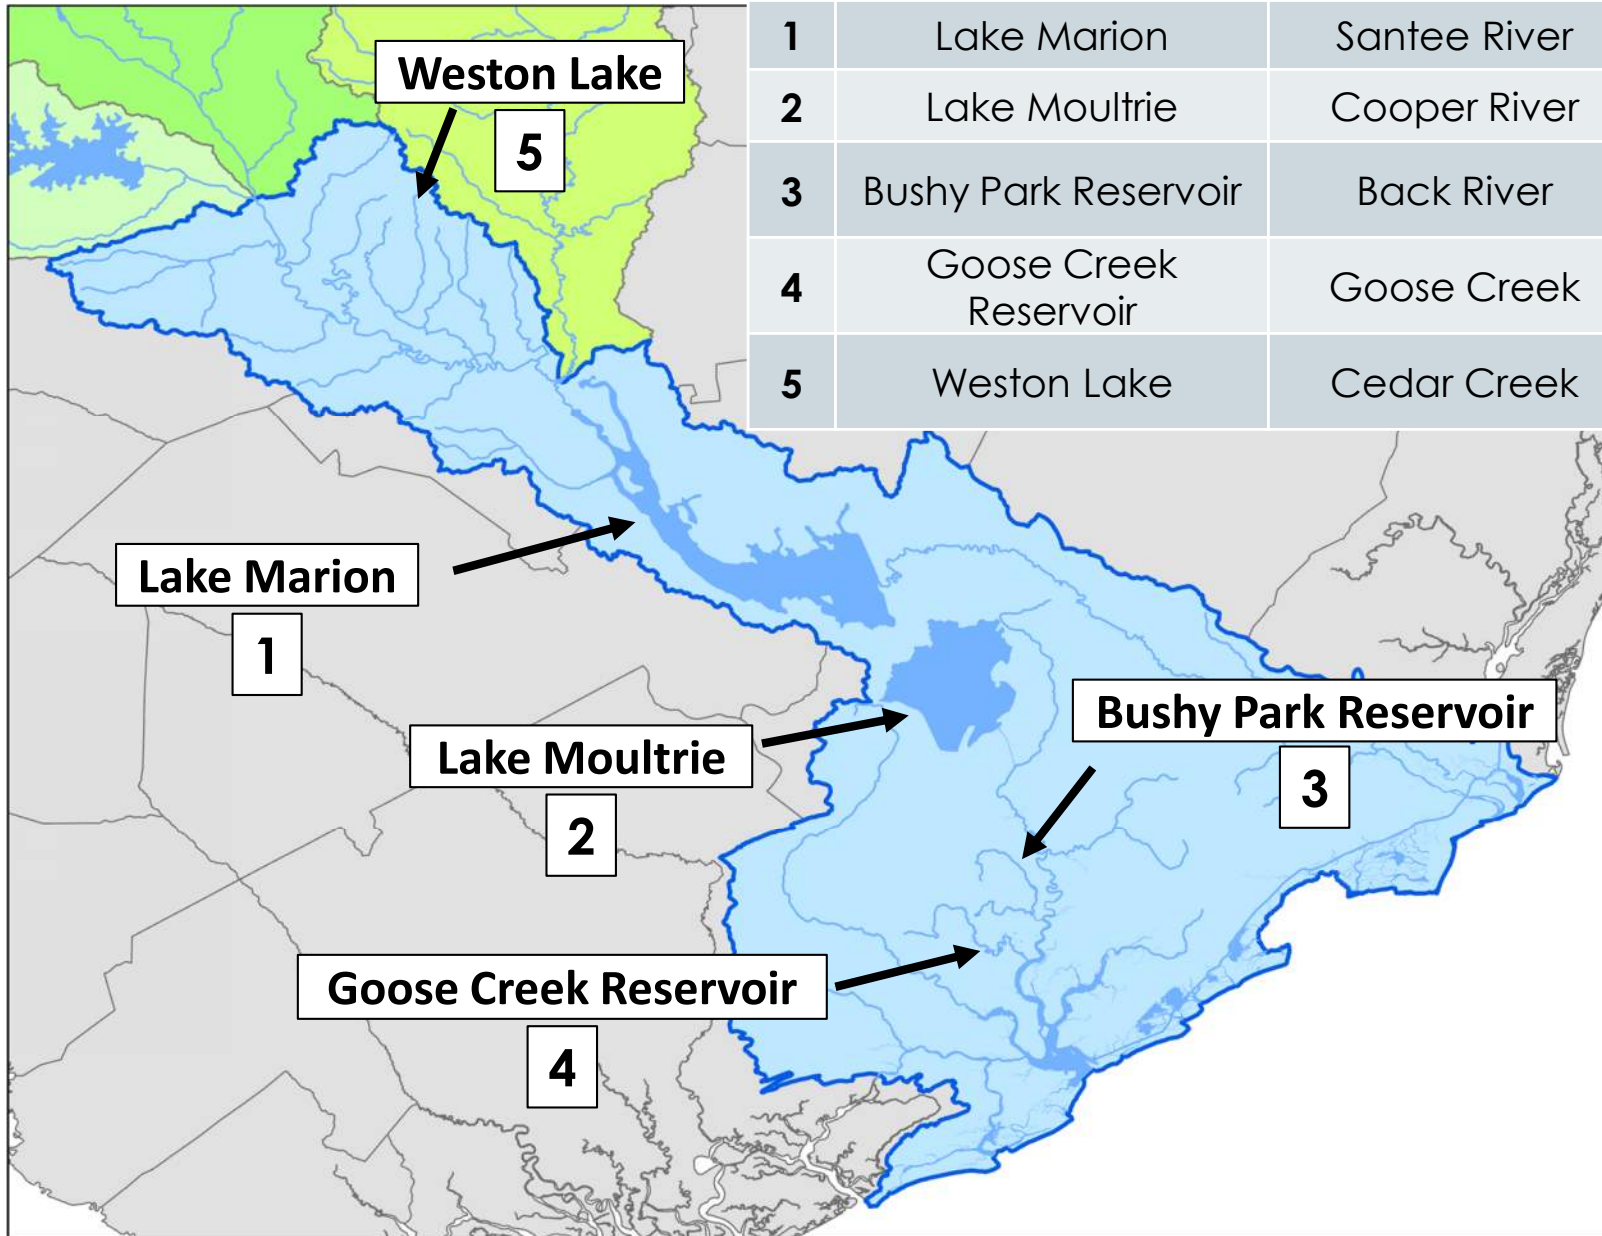 1 Lake Marion Santee River
2 Lake Moultrie Cooper River
3 Bushy Park Reservoir Back River
4 Goose Creek Reservoir Goose Creek
5 Weston Lake Cedar Creek
Weston Lake
5
Lake Marion
1
Lake Moultrie
2
Bushy Park Reservoir
3
Goose Creek Reservoir
4